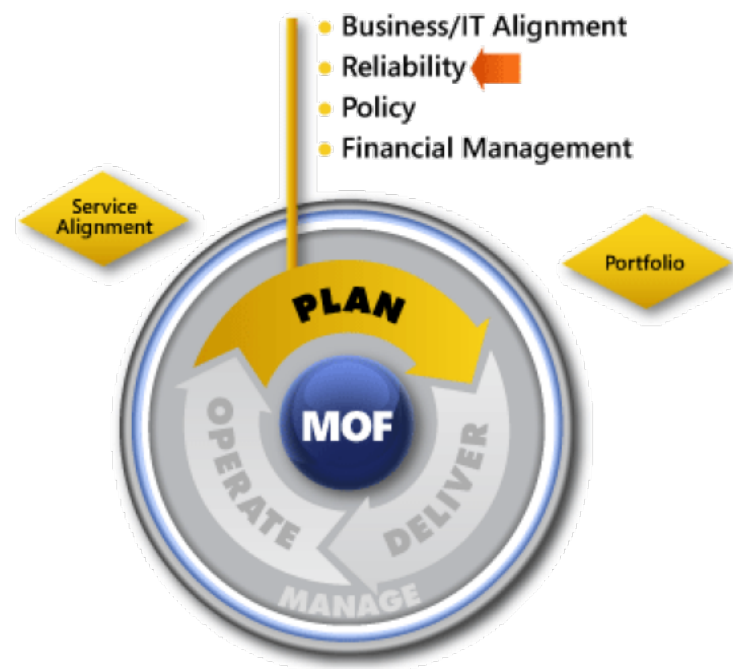 Business/IT Alignment
Reliability
Policy
Financial Management
Service
Alignment
Portfolio
PLAN
MOF
OPERATE
DELIVER
MANAGE